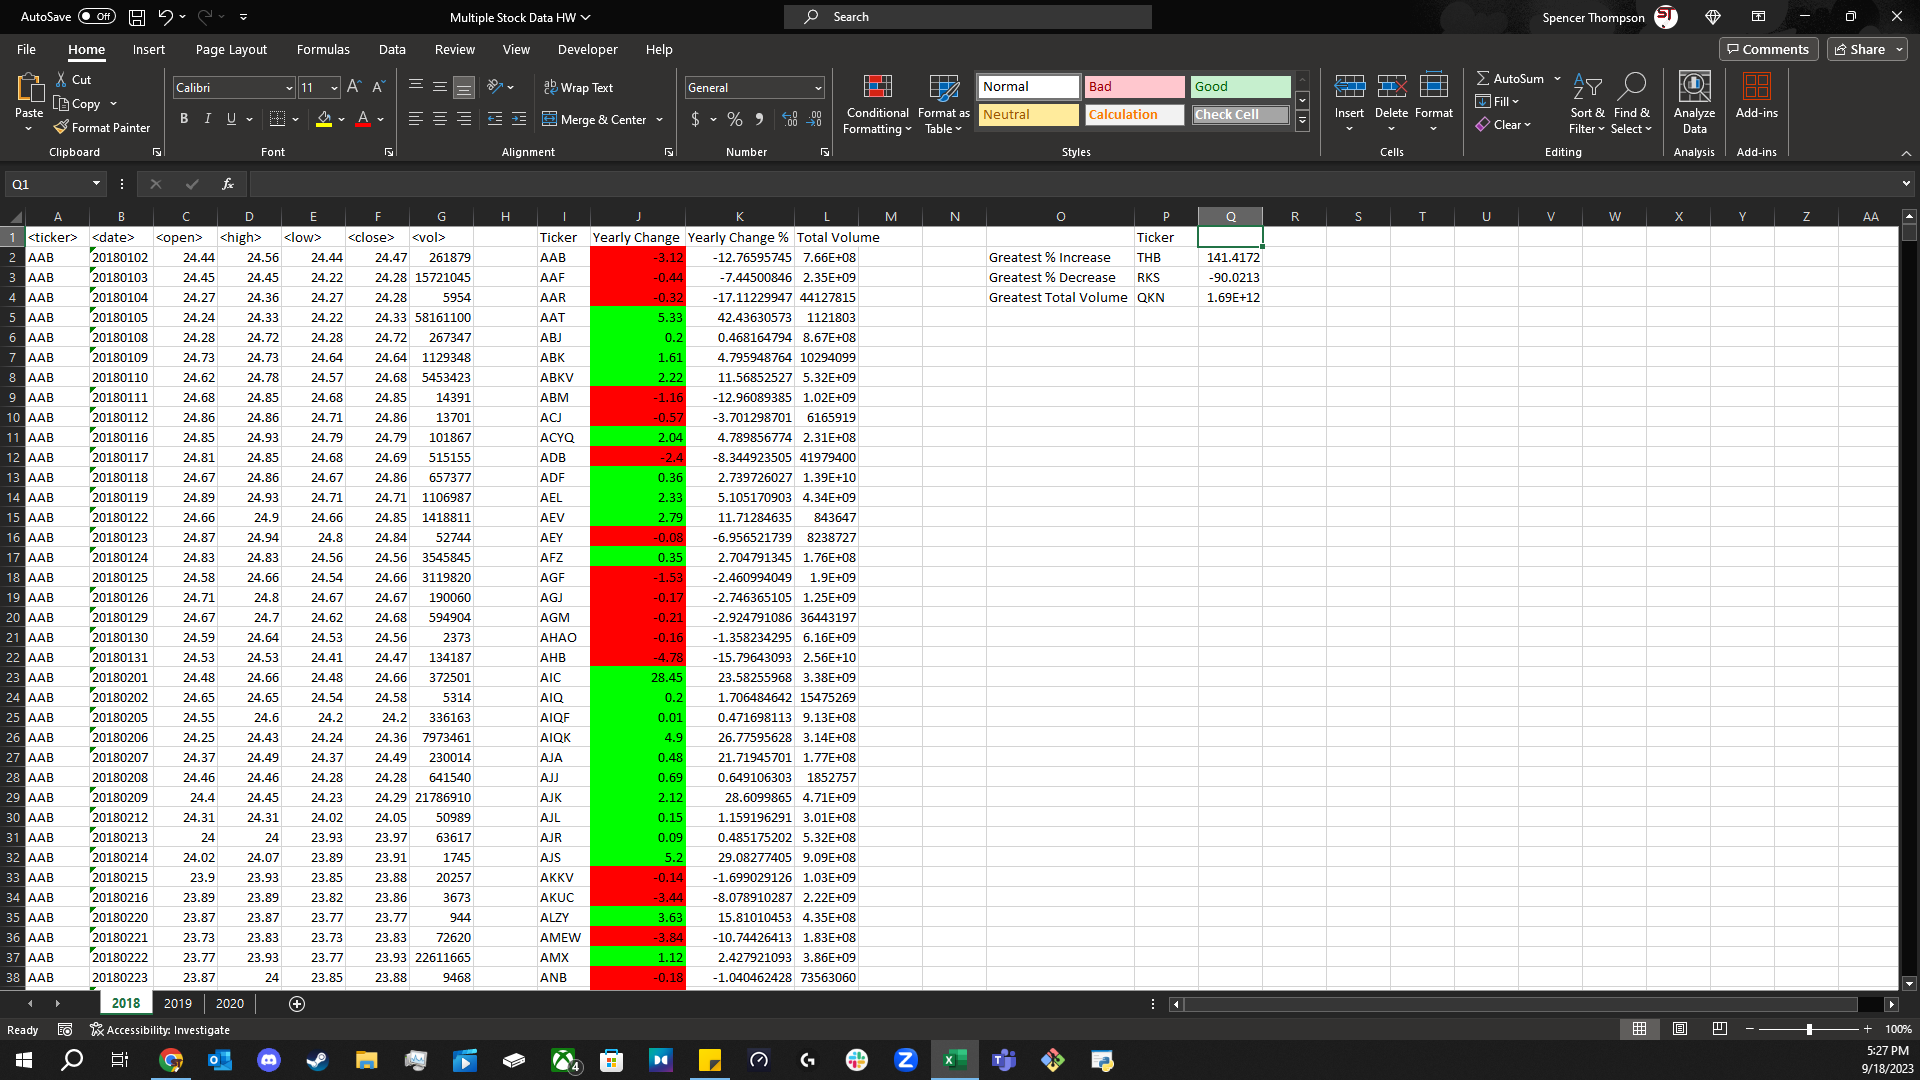 AutoSave Off Multiple Stock Data HW Search Spencer Thompson ST
File Home Insert Page Layout Formulas Data Review View Developer Help Comments Share
Paste Cut Copy Format Painter Clipboard
Calibri 11 B I U A Font
Wrap Text Merge & Center Alignment
General $ % Number
Conditional Formatting Format as Table Normal Bad Good Neutral Calculation Check Cell Styles
Insert Delete Format Cells
AutoSum Fill Clear Sort & Filter Find & Select Editing
Analyze Data Analysis Add-ins Add-ins
Q1 fx
A B C D E F G H I J K L M N O P Q R S T U V W X Y Z AA
1 <ticker> <date> <open> <high> <low> <close> <vol> Ticker Yearly Change Yearly Change % Total Volume Ticker
2 AAB 20180102 24.44 24.56 24.44 24.47 261879 AAB -3.12 -12.76595745 7.66E+08 Greatest % Increase THB 141.4172
3 AAB 20180103 24.45 24.45 24.22 24.28 15721045 AAF -0.44 -7.44500846 2.35E+09 Greatest % Decrease RKS -90.0213
4 AAB 20180104 24.27 24.36 24.27 24.28 5954 AAR -0.32 -17.11229947 44127815 Greatest Total Volume QKN 1.69E+12
5 AAB 20180105 24.24 24.33 24.22 24.33 58161100 AAT 5.33 42.43630573 1121803
6 AAB 20180108 24.28 24.72 24.28 24.72 267347 ABJ 0.2 0.468164794 8.67E+08
7 AAB 20180109 24.73 24.73 24.64 24.64 1129348 ABK 1.61 4.795948764 10294099
8 AAB 20180110 24.62 24.78 24.57 24.68 5453423 ABKV 2.22 11.56852527 5.32E+09
9 AAB 20180111 24.68 24.85 24.68 24.85 14391 ABM -1.16 -12.96089385 1.02E+09
10 AAB 20180112 24.86 24.86 24.71 24.86 13701 ACJ -0.57 -3.701298701 6165919
11 AAB 20180116 24.85 24.93 24.79 24.79 101867 ACYQ 2.04 4.789856774 2.31E+08
12 AAB 20180117 24.81 24.85 24.68 24.69 515155 ADB -2.4 -8.344923505 41979400
13 AAB 20180118 24.67 24.86 24.67 24.86 657377 ADF 0.36 2.739726027 1.39E+10
14 AAB 20180119 24.89 24.93 24.71 24.71 1106987 AEL 2.33 5.105170903 4.34E+09
15 AAB 20180122 24.66 24.9 24.66 24.85 1418811 AEV 2.79 11.71284635 843647
16 AAB 20180123 24.87 24.94 24.8 24.84 52744 AEY -0.08 -6.956521739 8238727
17 AAB 20180124 24.83 24.83 24.56 24.56 3545845 AFZ 0.35 2.704791345 1.76E+08
18 AAB 20180125 24.58 24.66 24.54 24.66 3119820 AGF -1.53 -2.460994049 1.9E+09
19 AAB 20180126 24.71 24.8 24.67 24.67 190060 AGJ -0.17 -2.746365105 1.25E+09
20 AAB 20180129 24.67 24.7 24.62 24.68 594904 AGM -0.21 -2.924791086 36443197
21 AAB 20180130 24.59 24.64 24.53 24.56 2373 AHAO -0.16 -1.358234295 6.16E+09
22 AAB 20180131 24.53 24.53 24.41 24.47 134187 AHB -4.78 -15.79643093 2.56E+10
23 AAB 20180201 24.48 24.66 24.48 24.66 372501 AIC 28.45 23.58255968 3.38E+09
24 AAB 20180202 24.65 24.65 24.54 24.58 5314 AIQ 0.2 1.706484642 15475269
25 AAB 20180205 24.55 24.6 24.2 24.2 336163 AIQF 0.01 0.471698113 9.13E+08
26 AAB 20180206 24.25 24.43 24.24 24.36 7973461 AIQK 4.9 26.77595628 3.14E+08
27 AAB 20180207 24.37 24.49 24.37 24.49 230014 AJA 0.48 21.71945701 1.77E+08
28 AAB 20180208 24.46 24.46 24.28 24.28 641540 AJJ 0.69 0.649106303 1852757
29 AAB 20180209 24.4 24.45 24.23 24.29 21786910 AJK 2.12 28.6099865 4.71E+09
30 AAB 20180212 24.31 24.31 24.02 24.05 50989 AJL 0.15 1.159196291 3.01E+08
31 AAB 20180213 24 24 23.93 23.97 63617 AJR 0.09 0.485175202 5.32E+08
32 AAB 20180214 24.02 24.07 23.89 23.91 1745 AJS 5.2 29.08277405 9.09E+08
33 AAB 20180215 23.9 23.93 23.85 23.88 20257 AKKV -0.14 -1.699029126 1.03E+09
34 AAB 20180216 23.89 23.89 23.82 23.86 3673 AKUC -3.44 -8.078910287 2.22E+09
35 AAB 20180220 23.87 23.87 23.77 23.77 944 ALZY 3.63 15.81010453 4.35E+08
36 AAB 20180221 23.73 23.83 23.73 23.83 72620 AMEW -3.84 -10.74426413 1.83E+08
37 AAB 20180222 23.77 23.93 23.77 23.93 22611665 AMX 1.12 2.427921093 3.86E+09
38 AAB 20180223 23.87 24 23.85 23.88 9468 ANB -0.18 -1.040462428 73563060
2018 2019 2020
Ready Accessibility: Investigate 100%
4
5:27 PM
9/18/2023